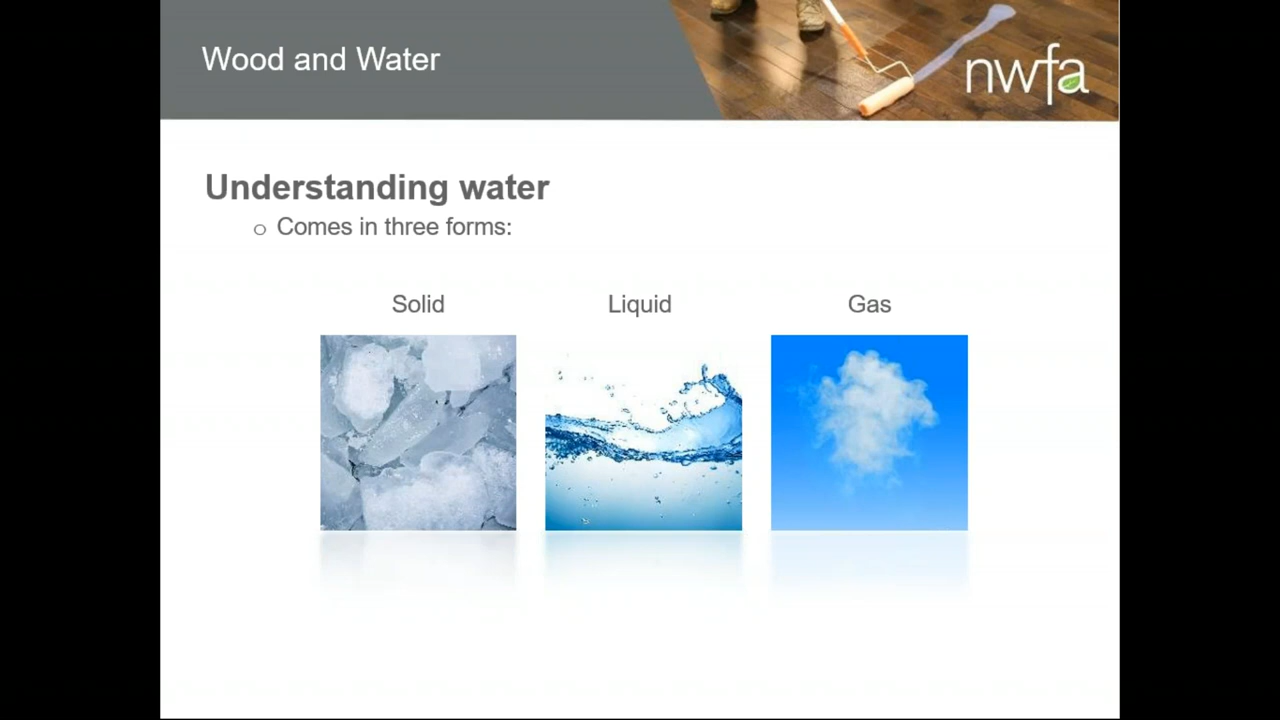 Wood and Water
nwfa
Understanding water
o Comes in three forms:
Solid
Liquid
Gas